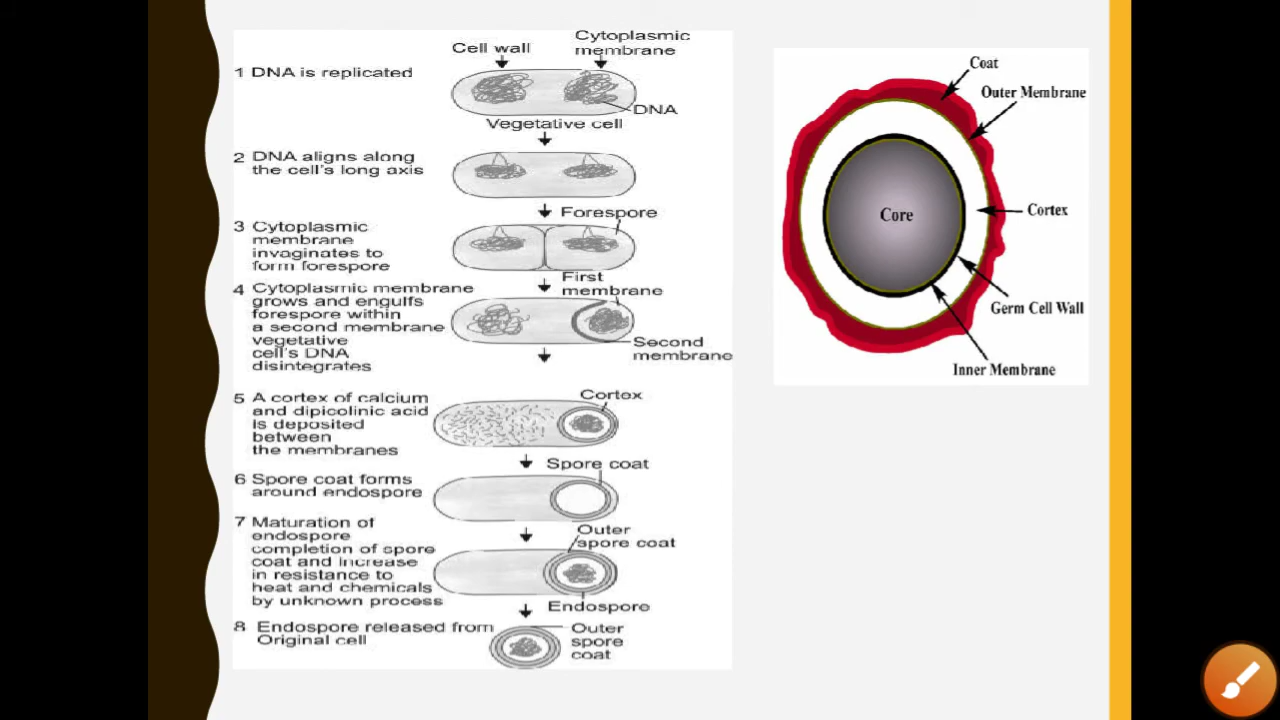 Cell wall
Cytoplasmic
membrane
1 DNA is replicated
DNA
Vegetative cell
2 DNA aligns along
the cell's long axis
Forespore
3 Cytoplasmic
membrane
invaginates to
form forespore
First
membrane
4 Cytoplasmic membrane
grows and engulfs
forespore within
a second membrane
vegetative
cell's DNA
disintegrates
Second
membrane
5 A cortex of calcium
and dipicolinic acid
is deposited
between
the membranes
Cortex
Spore coat
6 Spore coat forms
around endospore
7 Maturation of
endospore
completion of spore
coat and increase
in resistance to
heat and chemicals
by unknown process
Outer
spore coat
Endospore
8 Endospore released from
Original cell
Outer
spore
coat
Coat
Outer Membrane
Core
Cortex
Germ Cell Wall
Inner Membrane